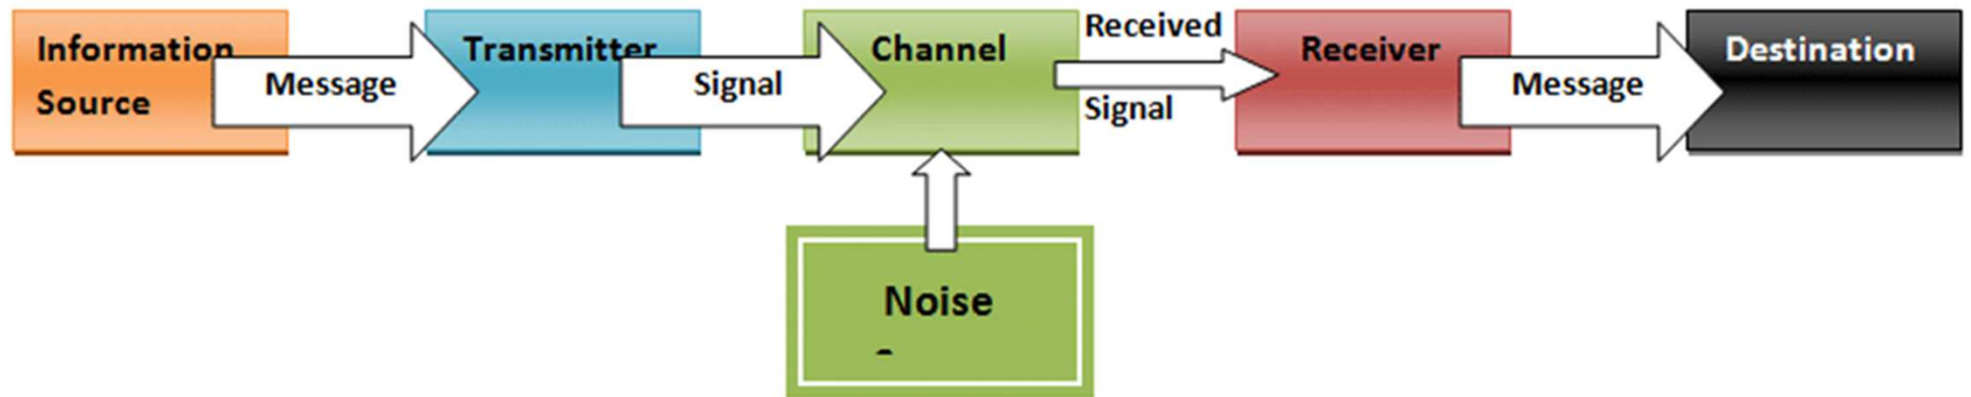 Information
Source
Message
Transmitter
Signal
Channel
Received
Signal
Receiver
Message
Destination
Noise